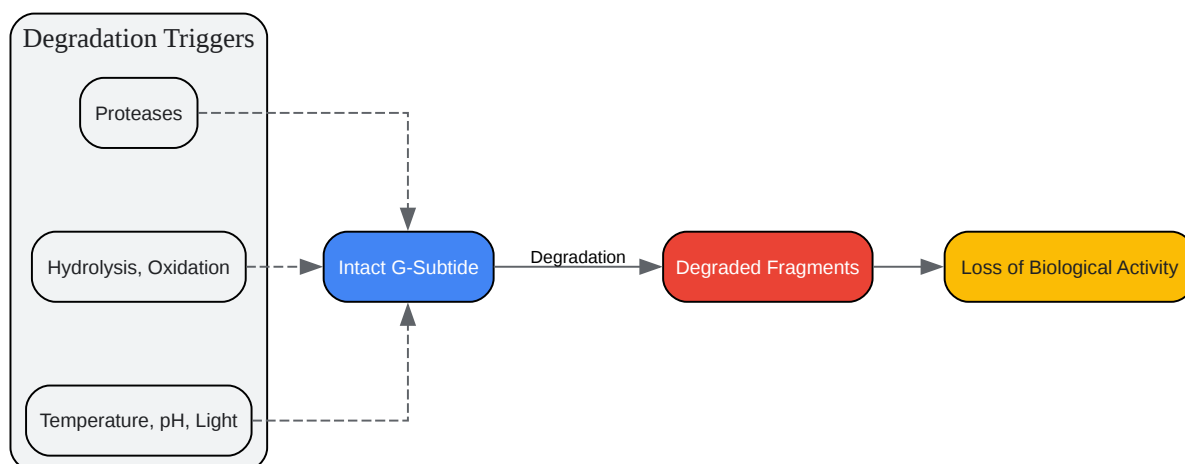 Degradation Triggers
Proteases
Hydrolysis, Oxidation
Intact G-Subtide
Degradation
Degraded Fragments
Loss of Biological Activity
Temperature, pH, Light